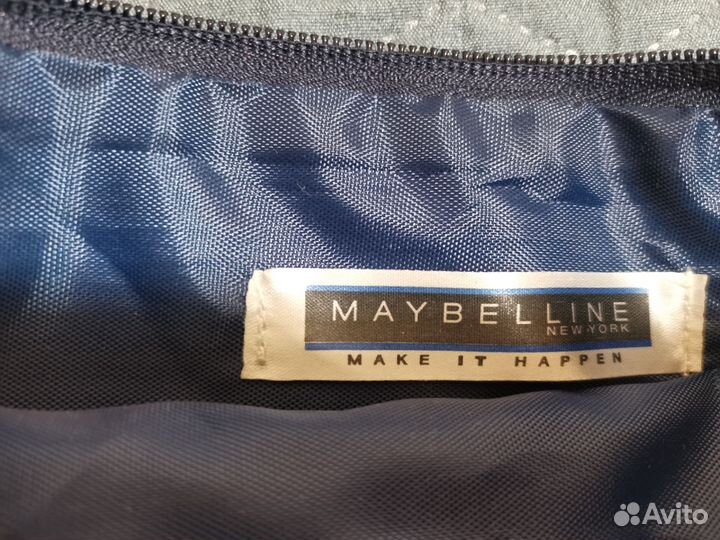 MAYBELLINE
NEW YORK
MAKE IT HAPPEN
Avito